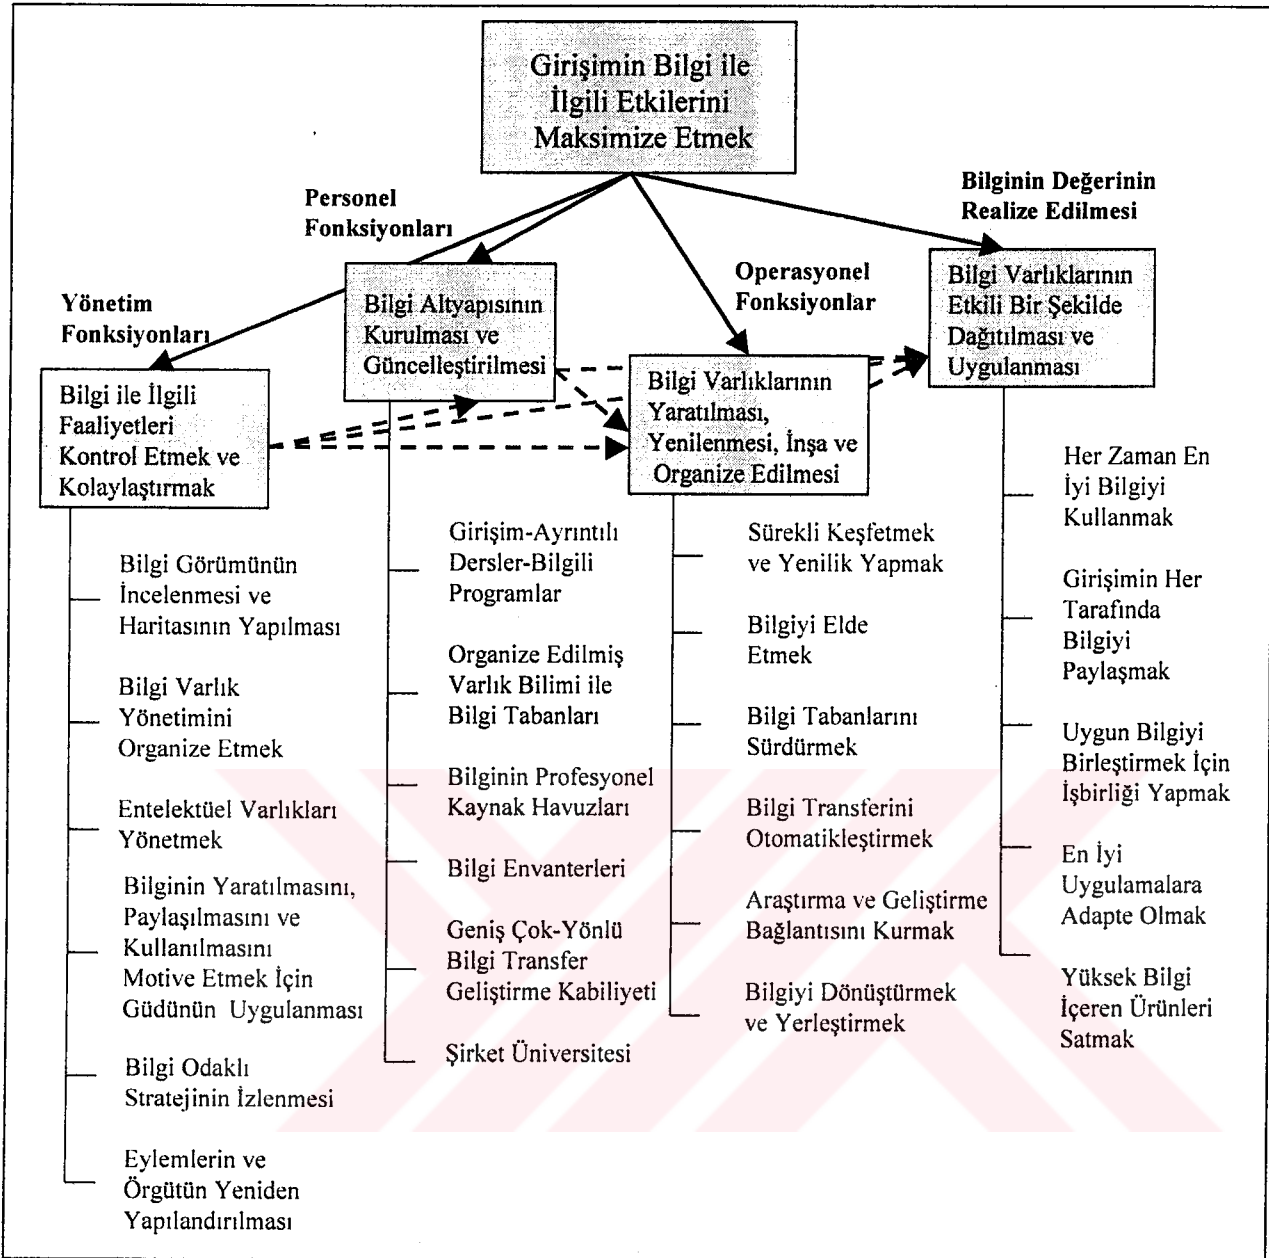 Girişimin Bilgi ile
İlgili Etkilerini
Maksimize Etmek
Personel
Fonksiyonları
Bilginin Değerinin
Realize Edilmesi
Yönetim
Fonksiyonları
Operasyonel
Fonksiyonlar
Bilgi ile İlgili
Faaliyetleri
Kontrol Etmek ve
Kolaylaştırmak
Bilgi Görümünün
İncelenmesi ve
Haritasının Yapılması
Bilgi Varlık
Yönetimini
Organize Etmek
Entelektüel Varlıkları
Yönetmek
Bilginin Yaratılmasını,
Paylaşılmasını ve
Kullanılmasını
Motive Etmek İçin
Güdünün Uygulanması
Bilgi Odaklı
Stratejinin İzlenmesi
Eylemlerin ve
Örgütün Yeniden
Yapılandırılması
Bilgi Altyapısının
Kurulması ve
Güncelleştirilmesi
Girişim-Ayrıntılı
Dersler-Bilgili
Programlar
Organize Edilmiş
Varlık Bilimi ile
Bilgi Tabanları
Bilginin Profesyonel
Kaynak Havuzları
Bilgi Envanterleri
Geniş Çok-Yönlü
Bilgi Transfer
Geliştirme Kabiliyeti
Şirket Üniversitesi
Bilgi Varlıklarının
Yaratılması,
Yenilenmesi, İnşa ve
Organize Edilmesi
Sürekli Keşfetmek
ve Yenilik Yapmak
Bilgiyi Elde
Etmek
Bilgi Tabanlarını
Sürdürmek
Bilgi Transferini
Otomatikleştirmek
Araştırma ve Geliştirme
Bağlantısını Kurmak
Bilgiyi Dönüştürmek
ve Yerleştirmek
Bilgi Varlıklarının
Etkili Bir Şekilde
Dağıtılması ve
Uygulanması
Her Zaman En
İyi Bilgiyi
Kullanmak
Girişimin Her
Tarafında
Bilgiyi
Paylaşmak
Uygun Bilgiyi
Birleştirmek İçin
İşbirliği Yapmak
En İyi
Uygulamalara
Adapte Olmak
Yüksek Bilgi
İçeren Ürünleri
Satmak